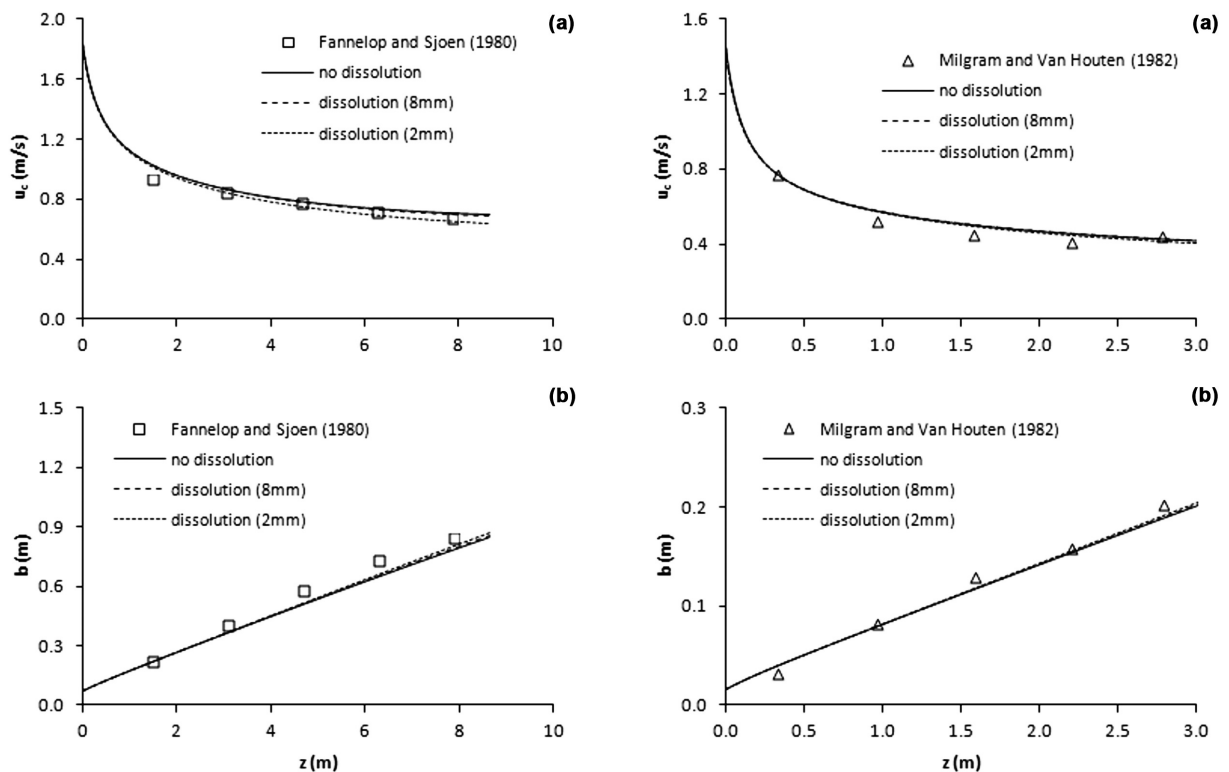 (a)
2.0
1.6
1.2
0.8
0.4
0.0
u_c (m/s)
Fannelop and Sjoen (1980)
no dissolution
dissolution (8mm)
dissolution (2mm)
0 2 4 6 8 10
(a)
1.6
1.2
0.8
0.4
0.0
u_c (m/s)
Milgram and Van Houten (1982)
no dissolution
dissolution (8mm)
dissolution (2mm)
0.0 0.5 1.0 1.5 2.0 2.5 3.0
(b)
1.5
1.2
0.9
0.6
0.3
0.0
b (m)
Fannelop and Sjoen (1980)
no dissolution
dissolution (8mm)
dissolution (2mm)
0 2 4 6 8 10
z (m)
(b)
0.3
0.2
0.1
0.0
b (m)
Milgram and Van Houten (1982)
no dissolution
dissolution (8mm)
dissolution (2mm)
0.0 0.5 1.0 1.5 2.0 2.5 3.0
z (m)